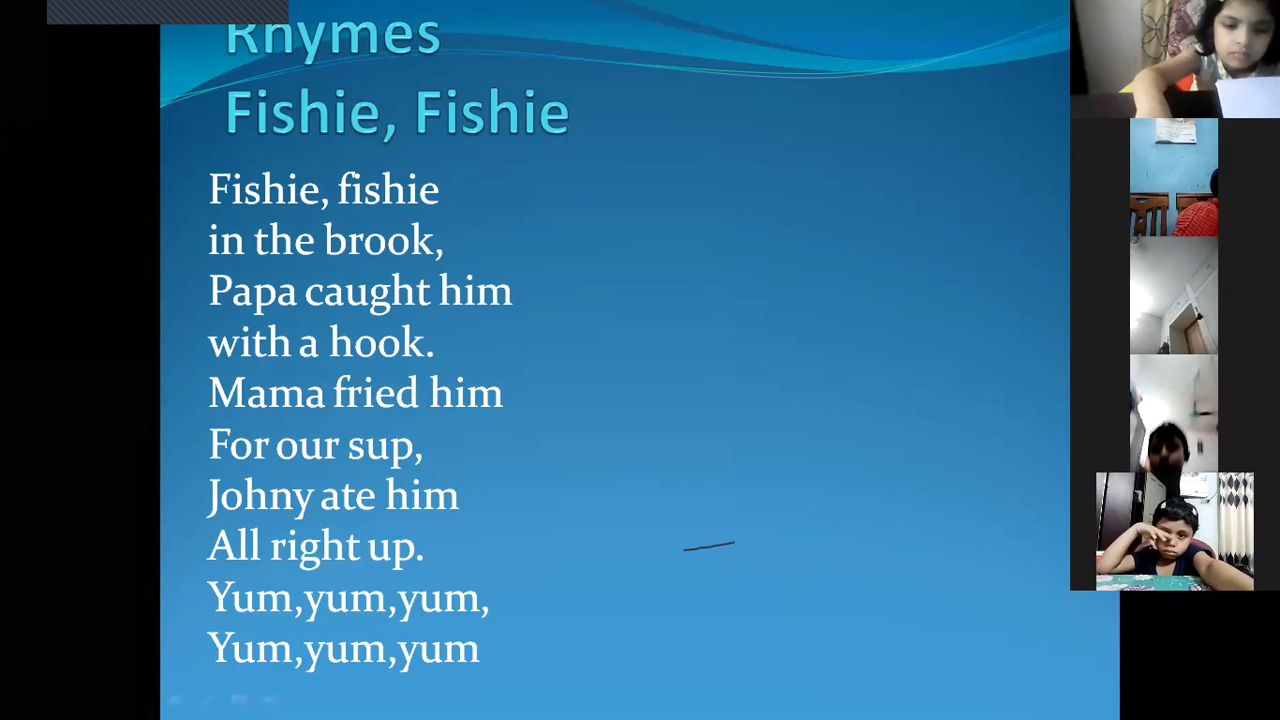 Rhymes
Fishie, Fishie
Fishie, fishie
in the brook,
Papa caught him
with a hook.
Mama fried him
For our sup,
Johny ate him
All right up.
Yum,yum,yum,
Yum,yum,yum